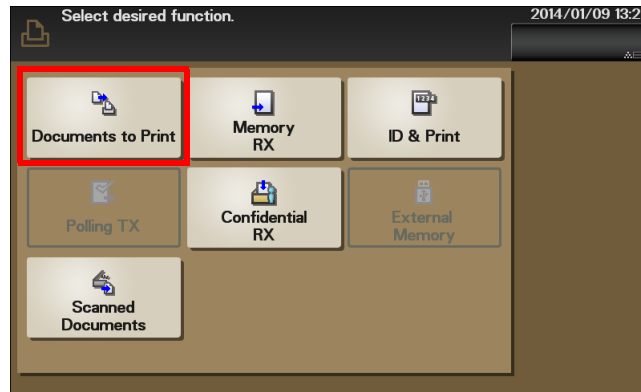 Select desired function.
2014/01/09 13:2
Documents to Print
Memory
RX
ID & Print
Polling TX
Confidential
RX
External
Memory
Scanned
Documents